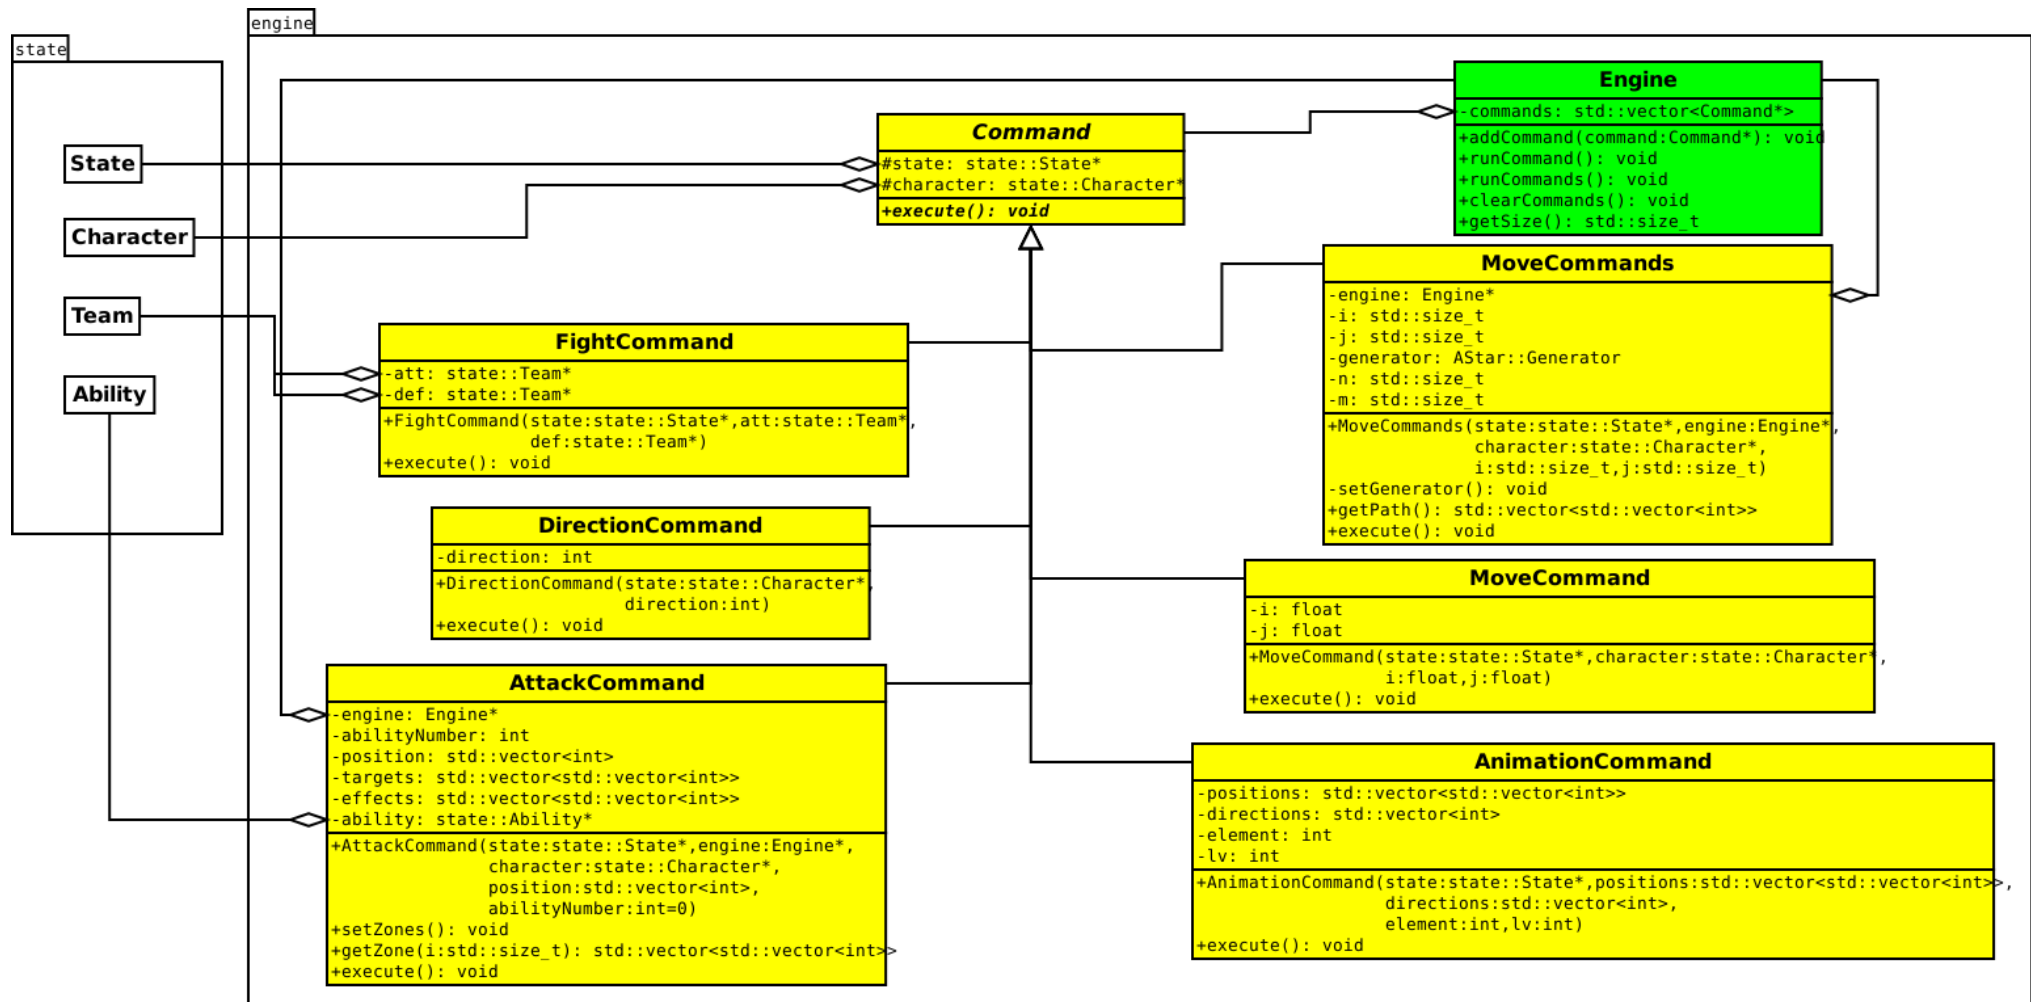 engine
state
State
Character
Team
Ability
Command
#state: state::State*
#character: state::Character*
+execute(): void
Engine
-commands: std::vector<Command*>
+addCommand(command:Command*): void
+runCommand(): void
+runCommands(): void
+clearCommands(): void
+getSize(): std::size_t
MoveCommands
-engine: Engine*
-i: std::size_t
-j: std::size_t
-generator: AStar::Generator
-n: std::size_t
-m: std::size_t
+MoveCommands(state:state::State*,engine:Engine*,
character:state::Character*,
i:std::size_t,j:std::size_t)
-setGenerator(): void
+getPath(): std::vector<std::vector<int>>
+execute(): void
FightCommand
-att: state::Team*
-def: state::Team*
+FightCommand(state:state::State*,att:state::Team*,
def:state::Team*)
+execute(): void
DirectionCommand
-direction: int
+DirectionCommand(state:state::Character*,
direction:int)
+execute(): void
MoveCommand
-i: float
-j: float
+MoveCommand(state:state::State*,character:state::Character*,
i:float,j:float)
+execute(): void
AttackCommand
-engine: Engine*
-abilityNumber: int
-position: std::vector<int>
-targets: std::vector<std::vector<int>>
-effects: std::vector<std::vector<int>>
-ability: state::Ability*
+AttackCommand(state:state::State*,engine:Engine*,
character:state::Character*,
position:std::vector<int>,
abilityNumber:int=0)
+setZones(): void
+getZone(i:std::size_t): std::vector<std::vector<int>>
+execute(): void
AnimationCommand
-positions: std::vector<std::vector<int>>
-directions: std::vector<int>
-element: int
-lv: int
+AnimationCommand(state:state::State*,positions:std::vector<std::vector<int>>,
directions:std::vector<int>,
element:int,lv:int)
+execute(): void